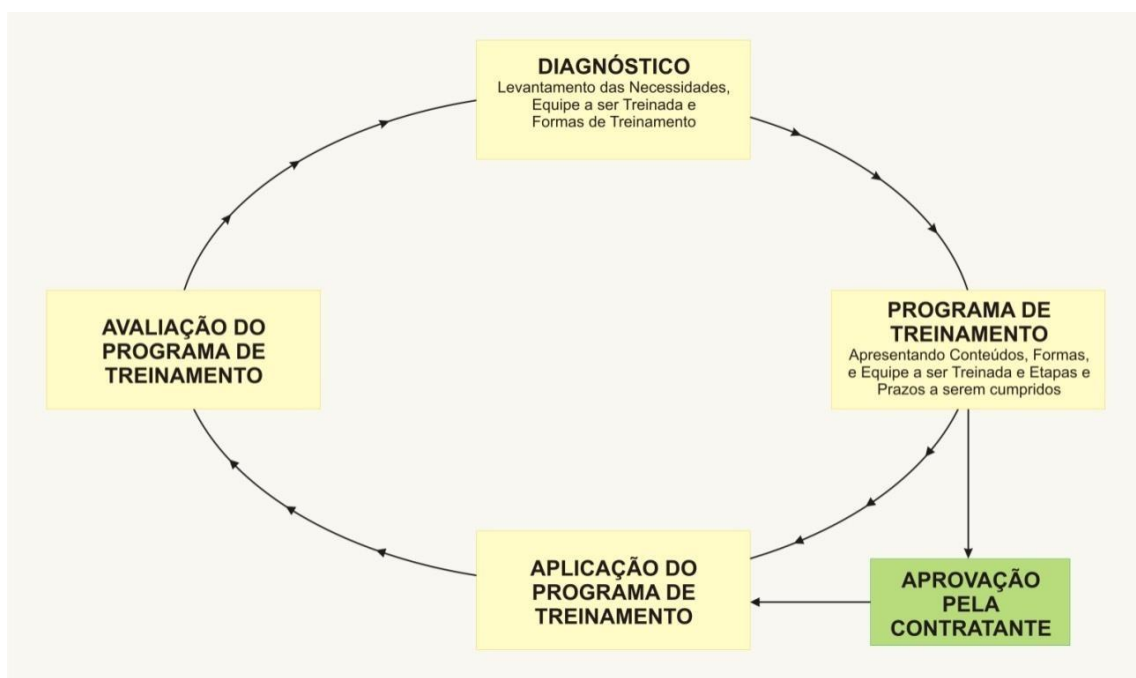 DIAGNÓSTICO
Levantamento das Necessidades,
Equipe a ser Treinada e
Formas de Treinamento
PROGRAMA DE
TREINAMENTO
Apresentando Conteúdos, Formas,
e Equipe a ser Treinada e Etapas e
Prazos a serem cumpridos
AVALIAÇÃO DO
PROGRAMA DE
TREINAMENTO
APLICAÇÃO DO
PROGRAMA DE
TREINAMENTO
APROVAÇÃO
PELA
CONTRATANTE